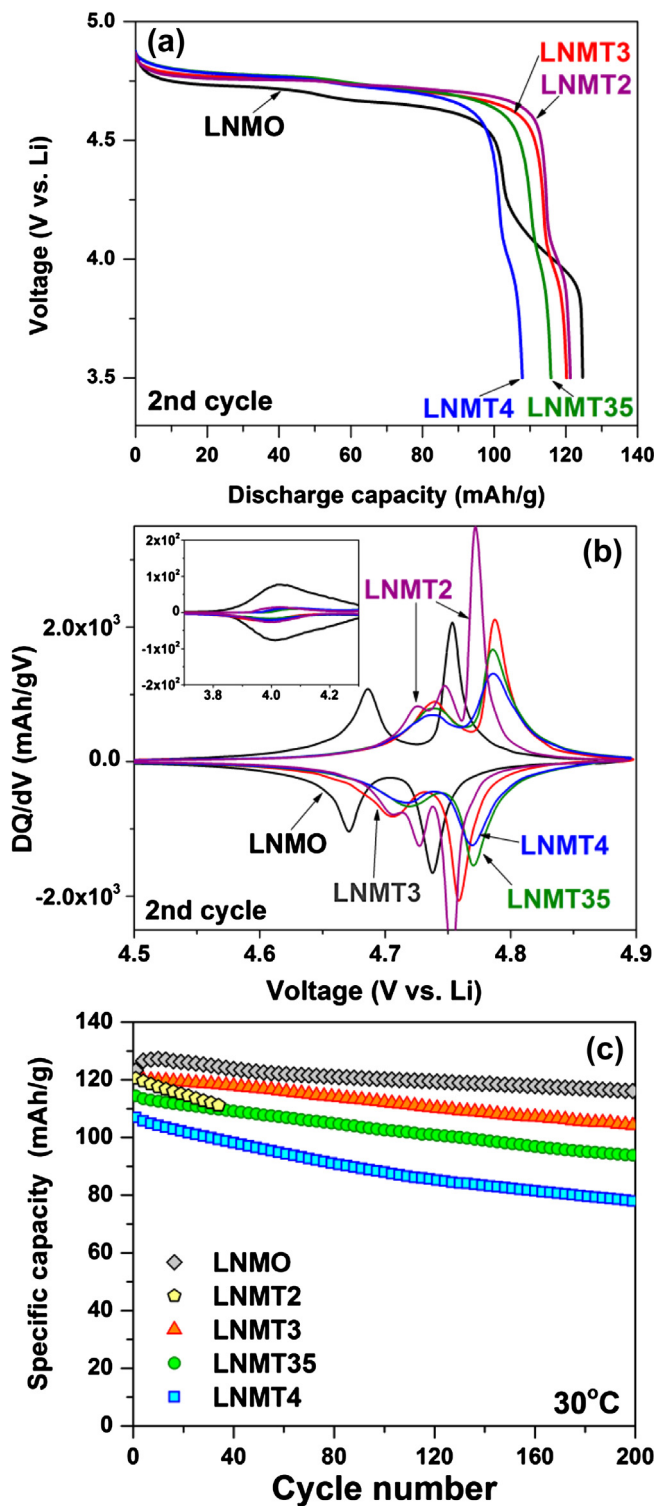 (a)
5.0
4.5
4.0
3.5
Voltage (V vs. Li)
LNMO
LNMT3
LNMT2
LNMT4
LNMT35
2nd cycle
0 20 40 60 80 100 120 140
Discharge capacity (mAh/g)
(b)
2x10²
1x10²
0
-1x10²
-2x10²
3.8 4.0 4.2
2.0x10³
0.0
-2.0x10³
DQ/dV (mAh/gV)
LNMT2
LNMO
LNMT3
LNMT4
LNMT35
2nd cycle
4.5 4.6 4.7 4.8 4.9
Voltage (V vs. Li)
(c)
140
120
100
80
60
40
20
0
Specific capacity (mAh/g)
LNMO
LNMT2
LNMT3
LNMT35
LNMT4
30°C
0 40 80 120 160 200
Cycle number